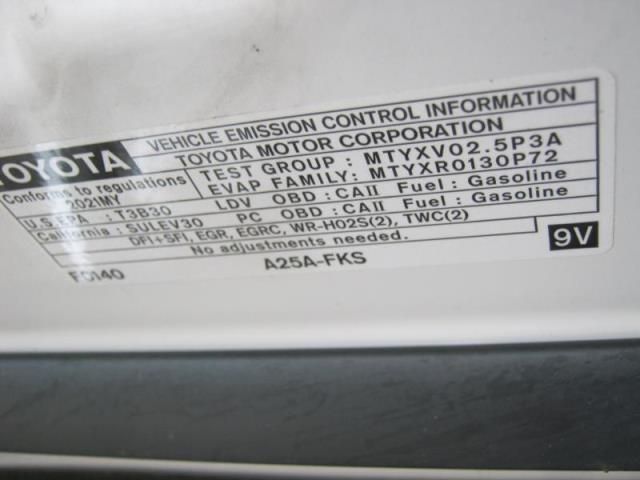 TOYOTA
VEHICLE EMISSION CONTROL INFORMATION
TOYOTA MOTOR CORPORATION
Conforms to regulations
2021MY
TEST GROUP : MTYXV02.5P3A
EVAP FAMILY: MTYXR0130P72
U.S.EPA : T3B30 LDV OBD : CAII Fuel : Gasoline
California : SULEV30 PC OBD : CAII Fuel : Gasoline
DFI+SFI, EGR, EGRC, WR-HO2S(2), TWC(2)
No adjustments needed.
F0140 A25A-FKS 9V